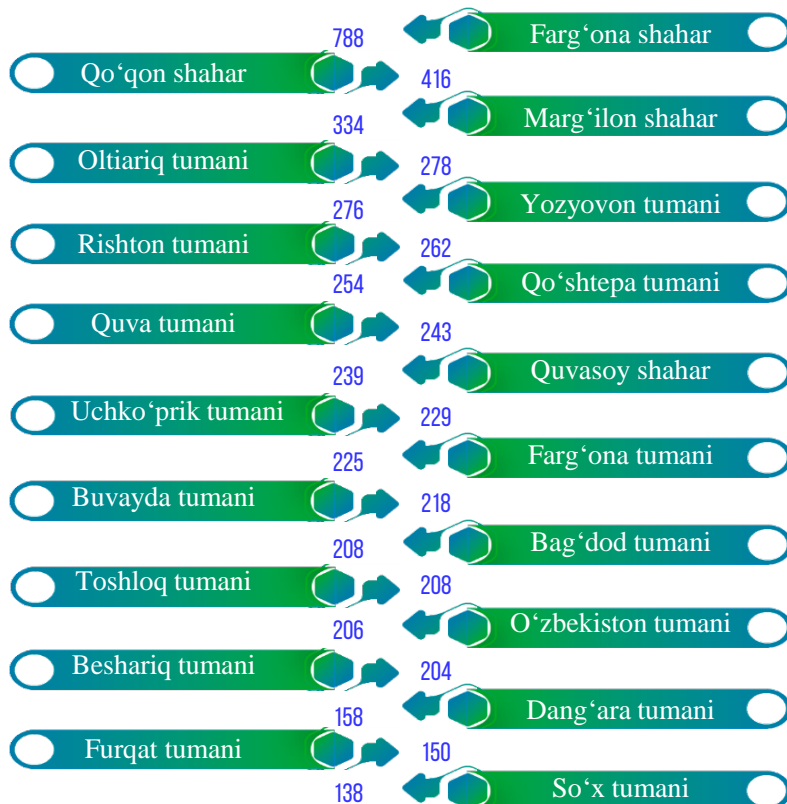 788
Farg‘ona shahar
Qo‘qon shahar
416
334
Marg‘ilon shahar
Oltiariq tumani
278
276
Yozyovon tumani
Rishton tumani
262
254
Qo‘shtepa tumani
Quva tumani
243
239
Quvasoy shahar
Uchko‘prik tumani
229
225
Farg‘ona tumani
Buvayda tumani
218
208
Bag‘dod tumani
Toshloq tumani
208
206
O‘zbekiston tumani
Beshariq tumani
204
158
Dang‘ara tumani
Furqat tumani
150
138
So‘x tumani